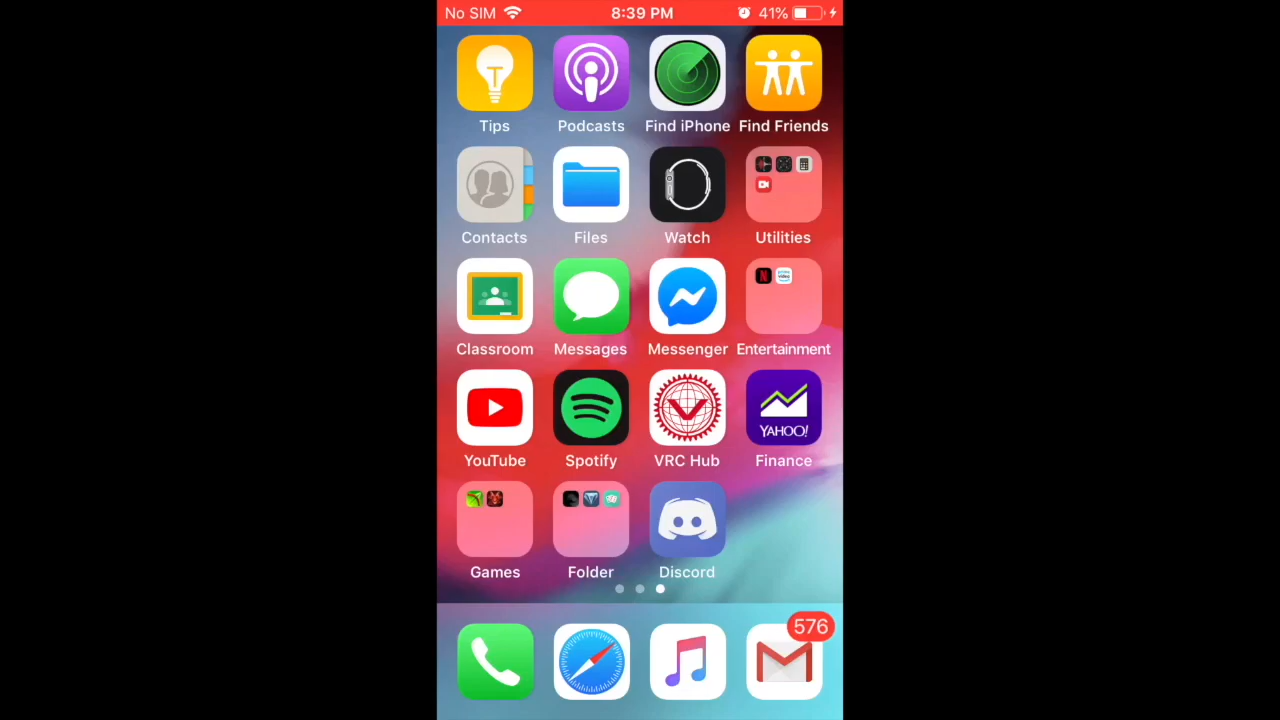 No SIM 8:39 PM 41%
Tips Podcasts Find iPhone Find Friends
Contacts Files Watch Utilities
Classroom Messages Messenger Entertainment
YAHOO!
YouTube Spotify VRC Hub Finance
Games Folder Discord
576